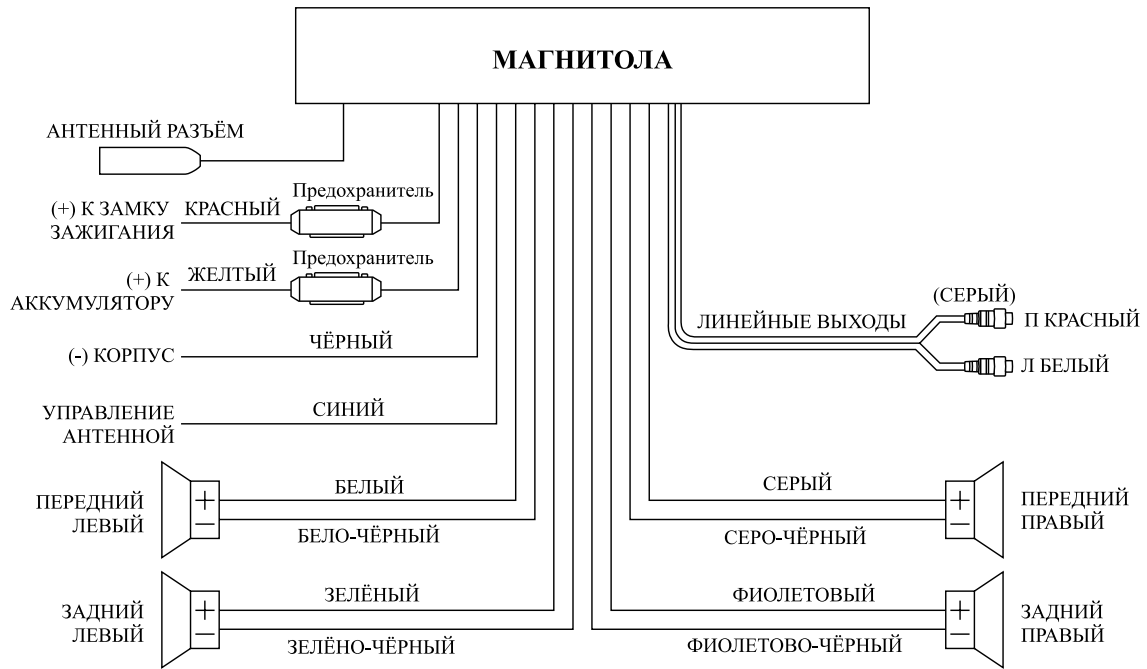 МАГНИТОЛА
АНТЕННЫЙ РАЗЪЁМ
Предохранитель
(+) К ЗАМКУ
ЗАЖИГАНИЯ
КРАСНЫЙ
Предохранитель
(+) К
АККУМУЛЯТОРУ
ЖЕЛТЫЙ
(-) КОРПУС
ЧЁРНЫЙ
УПРАВЛЕНИЕ
АНТЕННОЙ
СИНИЙ
ЛИНЕЙНЫЕ ВЫХОДЫ
(СЕРЫЙ)
П КРАСНЫЙ
Л БЕЛЫЙ
ПЕРЕДНИЙ
ЛЕВЫЙ
+
−
БЕЛЫЙ
БЕЛО-ЧЁРНЫЙ
СЕРЫЙ
СЕРО-ЧЁРНЫЙ
+
−
ПЕРЕДНИЙ
ПРАВЫЙ
ЗАДНИЙ
ЛЕВЫЙ
+
−
ЗЕЛЁНЫЙ
ЗЕЛЁНО-ЧЁРНЫЙ
ФИОЛЕТОВЫЙ
ФИОЛЕТОВО-ЧЁРНЫЙ
+
−
ЗАДНИЙ
ПРАВЫЙ